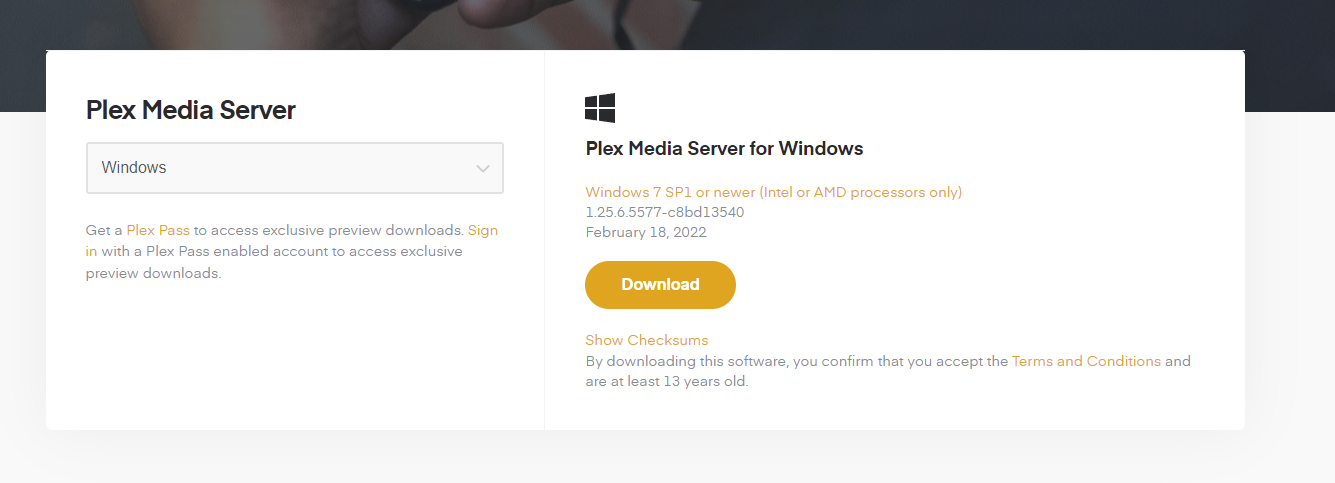 Plex Media Server
Windows
Get a Plex Pass to access exclusive preview downloads. Sign
in with a Plex Pass enabled account to access exclusive
preview downloads.
Plex Media Server for Windows
Windows 7 SP1 or newer (Intel or AMD processors only)
1.25.6.5577-c8bd13540
February 18, 2022
Download
Show Checksums
By downloading this software, you confirm that you accept the Terms and Conditions and
are at least 13 years old.